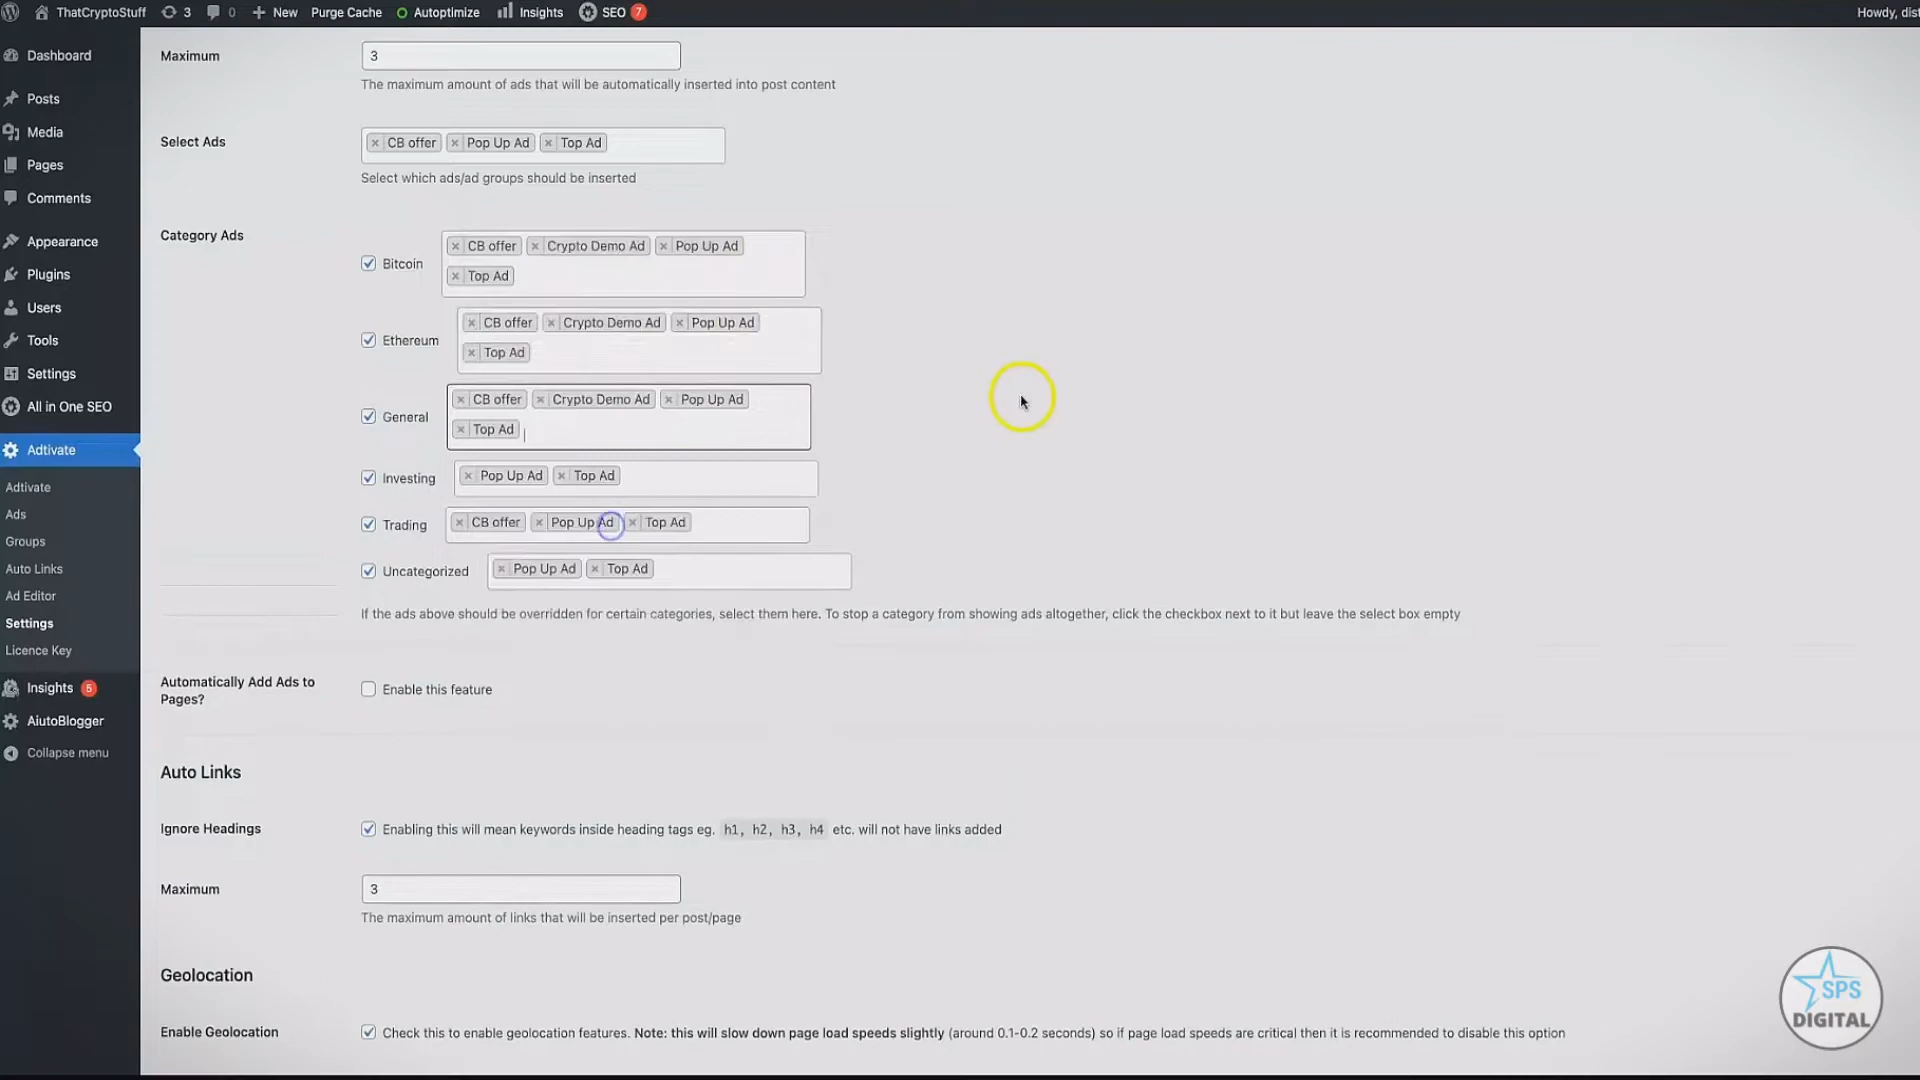 ThatCryptoStuff 3 0 New Purge Cache Autoptimize Insights SEO 7 Howdy, dist
Dashboard
Posts
Media
Pages
Comments
Appearance
Plugins
Users
Tools
Settings
All in One SEO
Adtivate
Adtivate
Ads
Groups
Auto Links
Ad Editor
Settings
Licence Key
Insights 5
AiutoBlogger
Collapse menu
Maximum 3
The maximum amount of ads that will be automatically inserted into post content
Select Ads × CB offer × Pop Up Ad × Top Ad
Select which ads/ad groups should be inserted
Category Ads
Bitcoin × CB offer × Crypto Demo Ad × Pop Up Ad
× Top Ad
Ethereum × CB offer × Crypto Demo Ad × Pop Up Ad
× Top Ad
General × CB offer × Crypto Demo Ad × Pop Up Ad
× Top Ad
Investing × Pop Up Ad × Top Ad
Trading × CB offer × Pop Up Ad × Top Ad
Uncategorized × Pop Up Ad × Top Ad
If the ads above should be overridden for certain categories, select them here. To stop a category from showing ads altogether, click the checkbox next to it but leave the select box empty
Automatically Add Ads to
Pages?
Enable this feature
Auto Links
Ignore Headings Enabling this will mean keywords inside heading tags eg. h1, h2, h3, h4 etc. will not have links added
Maximum 3
The maximum amount of links that will be inserted per post/page
Geolocation
Enable Geolocation Check this to enable geolocation features. Note: this will slow down page load speeds slightly (around 0.1-0.2 seconds) so if page load speeds are critical then it is recommended to disable this option
SPS
DIGITAL